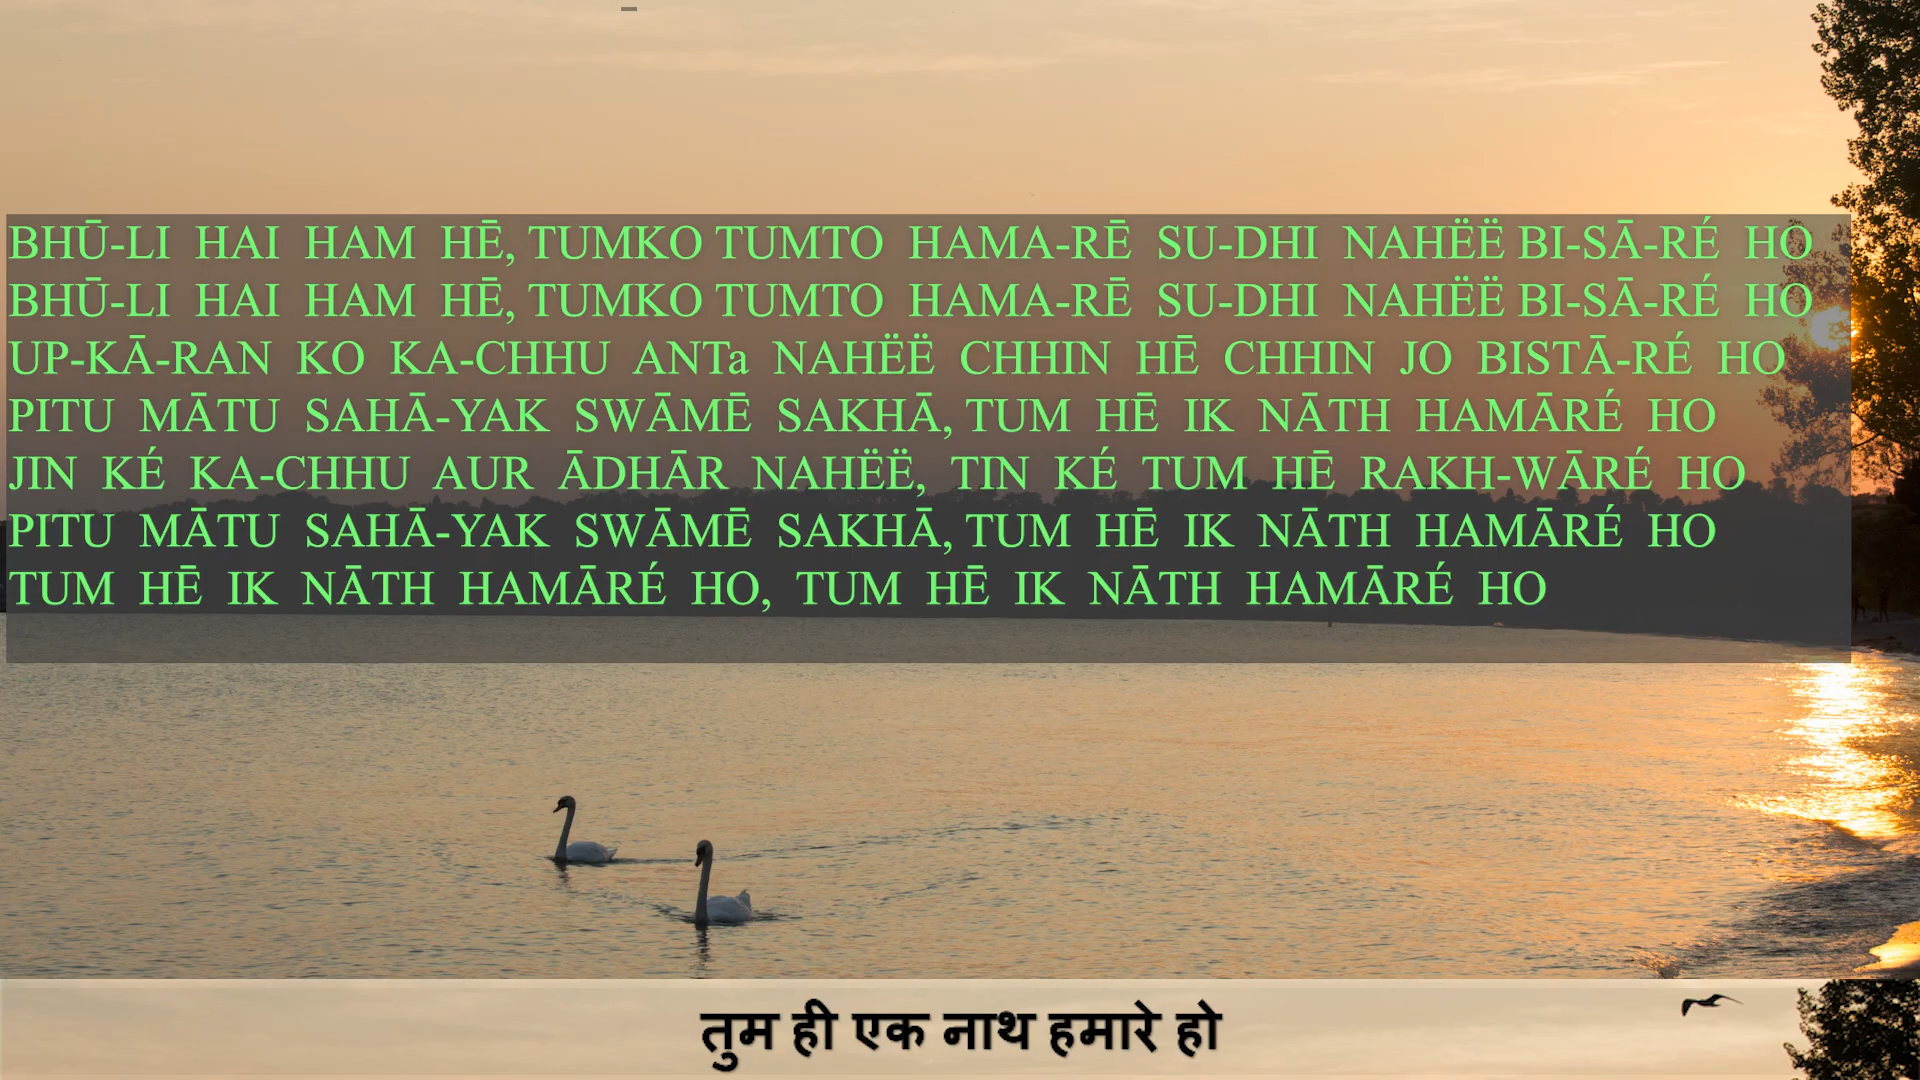 BHŪ-LI HAI HAM HĒ, TUMKO TUMTO HAMA-RĒ SU-DHI NAHËË BI-SĀ-RÉ HO
BHŪ-LI HAI HAM HĒ, TUMKO TUMTO HAMA-RĒ SU-DHI NAHËË BI-SĀ-RÉ HO
UP-KĀ-RAN KO KA-CHHU ANTa NAHËË CHHIN HĒ CHHIN JO BISTĀ-RÉ HO
PITU MĀTU SAHĀ-YAK SWĀMĒ SAKHĀ, TUM HĒ IK NĀTH HAMĀRÉ HO
JIN KÉ KA-CHHU AUR ĀDHĀR NAHËË, TIN KÉ TUM HĒ RAKH-WĀRÉ HO
PITU MĀTU SAHĀ-YAK SWĀMĒ SAKHĀ, TUM HĒ IK NĀTH HAMĀRÉ HO
TUM HĒ IK NĀTH HAMĀRÉ HO, TUM HĒ IK NĀTH HAMĀRÉ HO
तुम ही एक नाथ हमारे हो